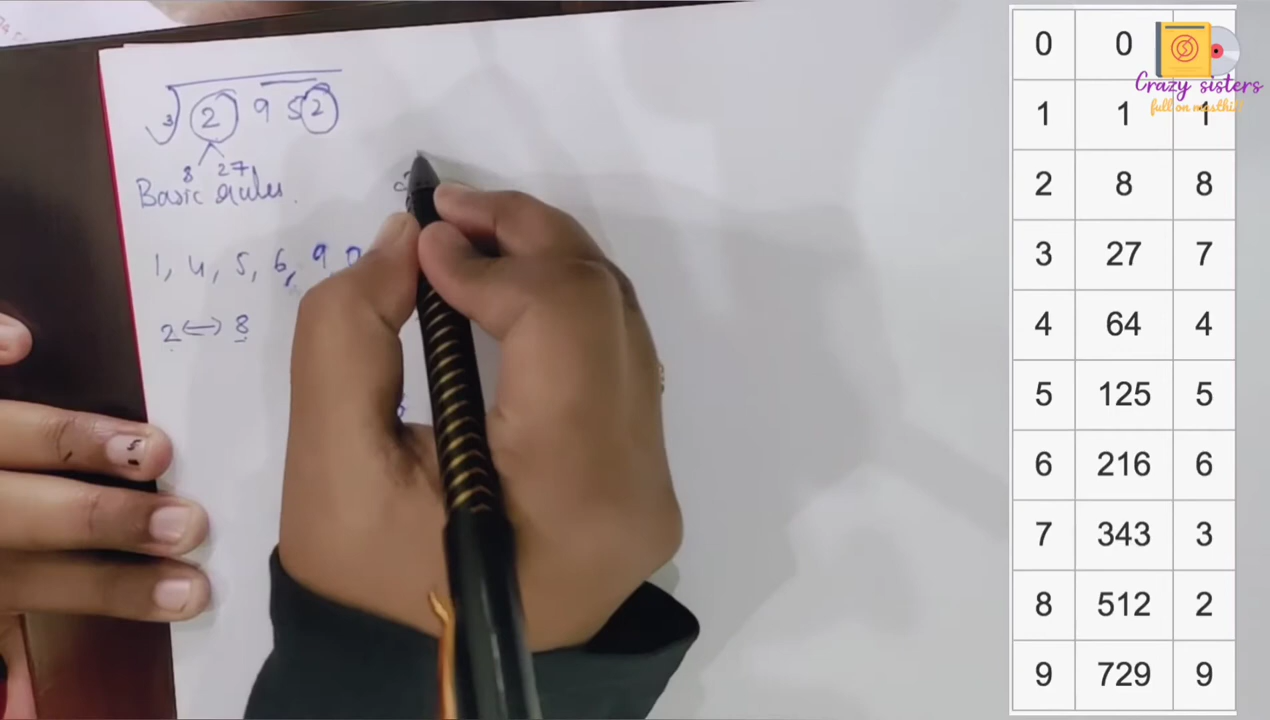 3√2 9 5 2
8 27
Basic rules.
1, 4, 5, 6, 9, 0
2 ↔ 8
0 0
1 1 1
2 8 8
3 27 7
4 64 4
5 125 5
6 216 6
7 343 3
8 512 2
9 729 9
Crazy sisters
full on masthi!!